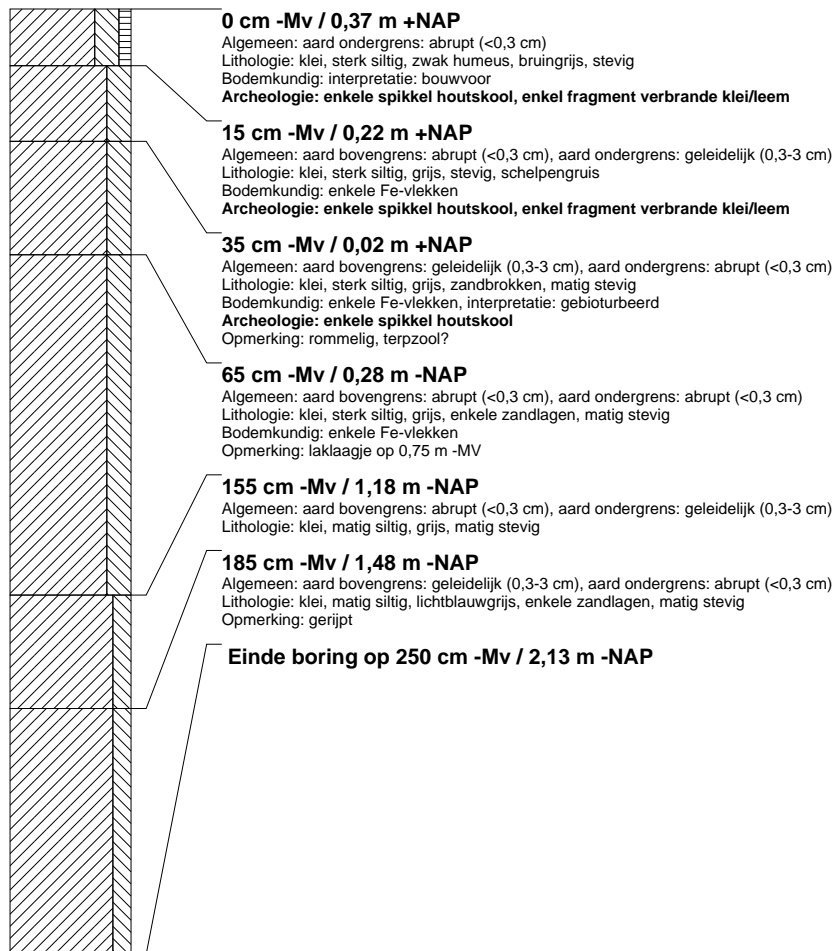 0 cm -Mv / 0,37 m +NAP
Algemeen: aard ondergrens: abrupt (<0,3 cm)
Lithologie: klei, sterk siltig, zwak humeus, bruingrijs, stevig
Bodemkundig: interpretatie: bouwvoor
Archeologie: enkele spikkel houtskool, enkel fragment verbrande klei/leem
15 cm -Mv / 0,22 m +NAP
Algemeen: aard bovengrens: abrupt (<0,3 cm), aard ondergrens: geleidelijk (0,3-3 cm)
Lithologie: klei, sterk siltig, grijs, stevig, schelpengruis
Bodemkundig: enkele Fe-vlekken
Archeologie: enkele spikkel houtskool, enkel fragment verbrande klei/leem
35 cm -Mv / 0,02 m +NAP
Algemeen: aard bovengrens: geleidelijk (0,3-3 cm), aard ondergrens: abrupt (<0,3 cm)
Lithologie: klei, sterk siltig, grijs, zandbrokken, matig stevig
Bodemkundig: enkele Fe-vlekken, interpretatie: gebioturbeerd
Archeologie: enkele spikkel houtskool
Opmerking: rommelig, terpzool?
65 cm -Mv / 0,28 m -NAP
Algemeen: aard bovengrens: abrupt (<0,3 cm), aard ondergrens: abrupt (<0,3 cm)
Lithologie: klei, sterk siltig, grijs, enkele zandlagen, matig stevig
Bodemkundig: enkele Fe-vlekken
Opmerking: laklaagje op 0,75 m -MV
155 cm -Mv / 1,18 m -NAP
Algemeen: aard bovengrens: abrupt (<0,3 cm), aard ondergrens: geleidelijk (0,3-3 cm)
Lithologie: klei, matig siltig, grijs, matig stevig
185 cm -Mv / 1,48 m -NAP
Algemeen: aard bovengrens: geleidelijk (0,3-3 cm), aard ondergrens: abrupt (<0,3 cm)
Lithologie: klei, matig siltig, lichtblauwgrijs, enkele zandlagen, matig stevig
Opmerking: gerijpt
Einde boring op 250 cm -Mv / 2,13 m -NAP